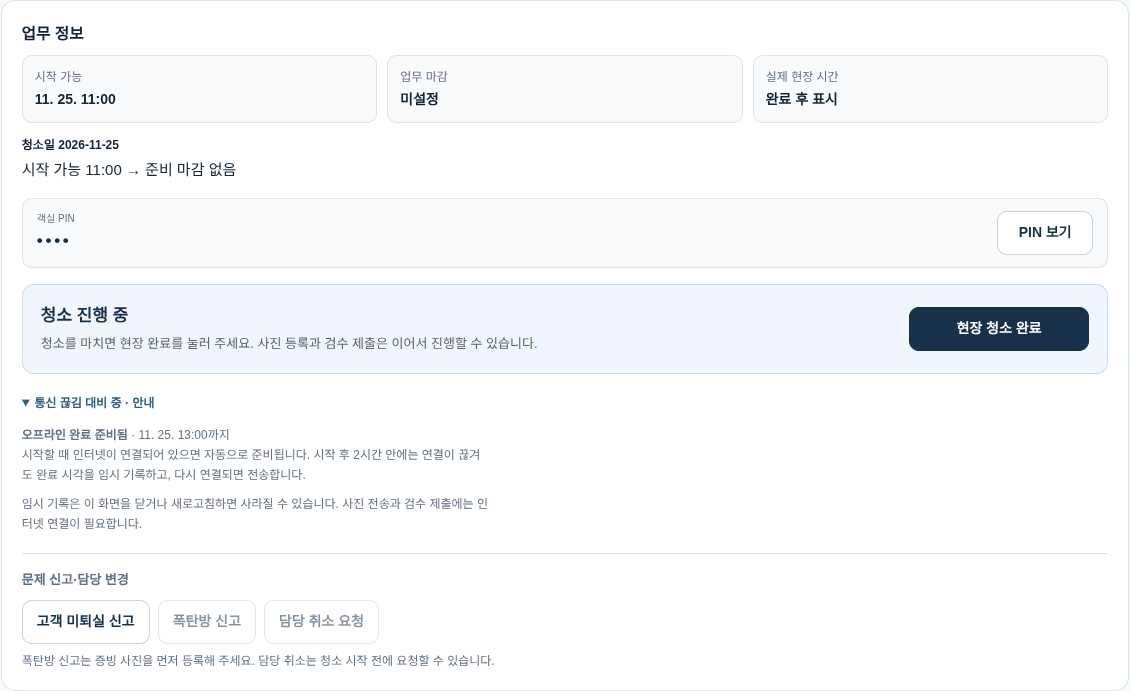 업무 정보
시작 가능
11. 25. 11:00
업무 마감
미설정
실제 현장 시간
완료 후 표시
청소일 2026-11-25
시작 가능 11:00 → 준비 마감 없음
객실 PIN
••••
PIN 보기
청소 진행 중
청소를 마치면 현장 완료를 눌러 주세요. 사진 등록과 검수 제출은 이어서 진행할 수 있습니다.
현장 청소 완료
▼ 통신 끊김 대비 중 · 안내
오프라인 완료 준비됨 · 11. 25. 13:00까지
시작할 때 인터넷이 연결되어 있으면 자동으로 준비됩니다. 시작 후 2시간 안에는 연결이 끊겨
도 완료 시각을 임시 기록하고, 다시 연결되면 전송합니다.
임시 기록은 이 화면을 닫거나 새로고침하면 사라질 수 있습니다. 사진 전송과 검수 제출에는 인
터넷 연결이 필요합니다.
문제 신고·담당 변경
고객 미퇴실 신고
폭탄방 신고
담당 취소 요청
폭탄방 신고는 증빙 사진을 먼저 등록해 주세요. 담당 취소는 청소 시작 전에 요청할 수 있습니다.